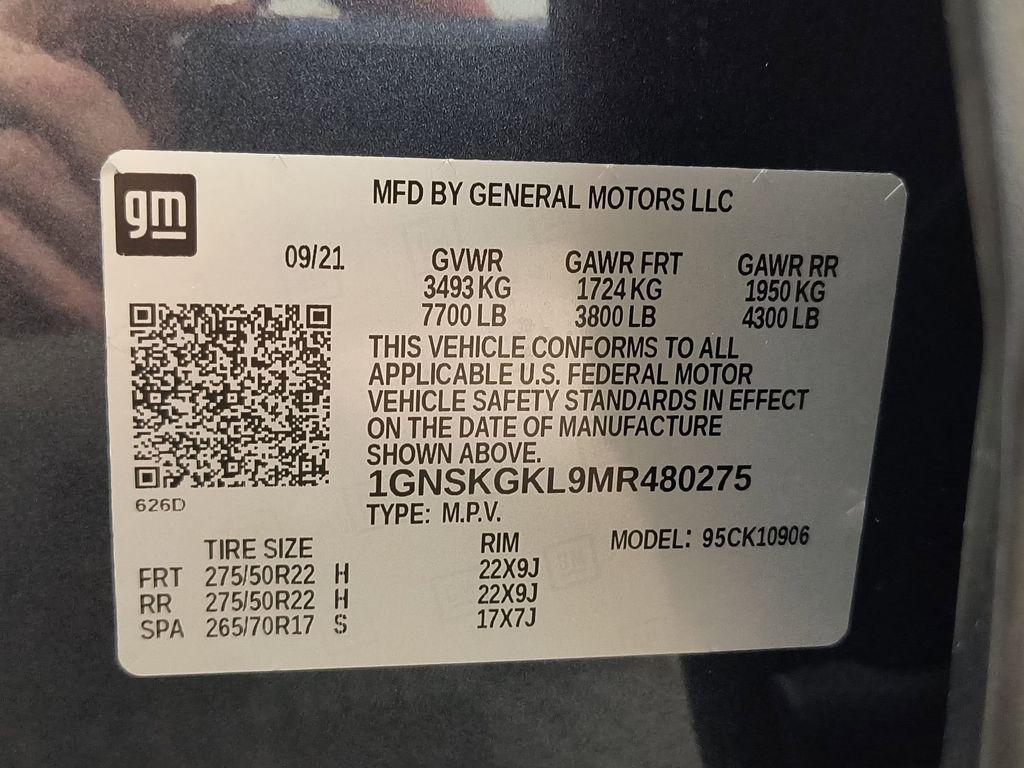 gm
MFD BY GENERAL MOTORS LLC
09/21 GVWR GAWR FRT GAWR RR
3493 KG 1724 KG 1950 KG
7700 LB 3800 LB 4300 LB
THIS VEHICLE CONFORMS TO ALL
APPLICABLE U.S. FEDERAL MOTOR
VEHICLE SAFETY STANDARDS IN EFFECT
ON THE DATE OF MANUFACTURE
SHOWN ABOVE.
1GNSKGKL9MR480275
626D
TYPE: M.P.V.
TIRE SIZE RIM MODEL: 95CK10906
FRT 275/50R22 H 22X9J
RR 275/50R22 H 22X9J
SPA 265/70R17 S 17X7J